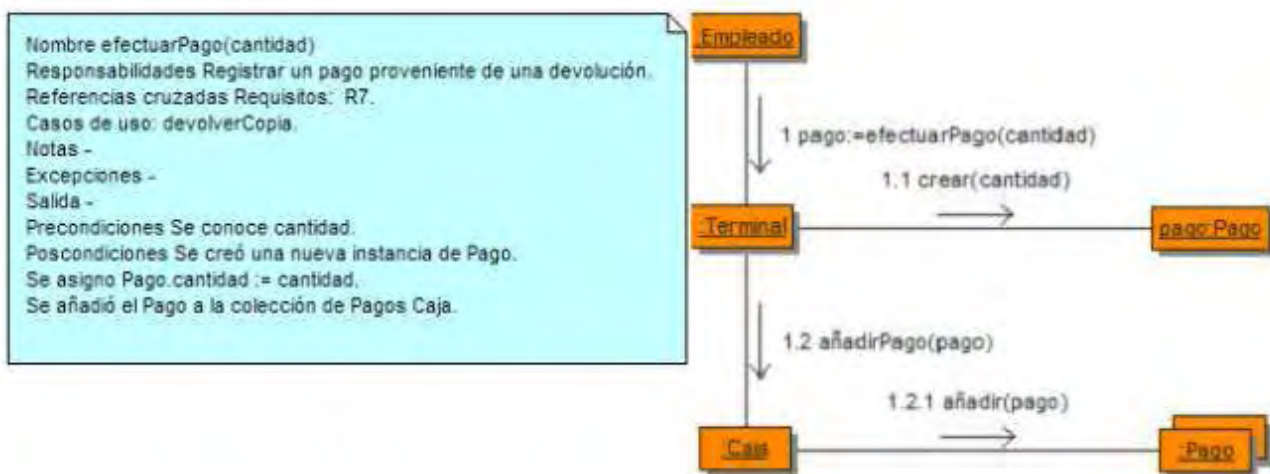 Nombre efectuarPago(cantidad)
Responsabilidades Registrar un pago proveniente de una devolución.
Referencias cruzadas Requisitos: R7.
Casos de uso: devolverCopia.
Notas -
Excepciones -
Salida -
Precondiciones Se conoce cantidad.
Poscondiciones Se creó una nueva instancia de Pago.
Se asigno Pago.cantidad := cantidad.
Se añadió el Pago a la colección de Pagos Caja.
:Empleado
1 pago:=efectuarPago(cantidad)
1.1 crear(cantidad)
:Terminal
pago:Pago
1.2 añadirPago(pago)
1.2.1 añadir(pago)
:Caja
:Pago